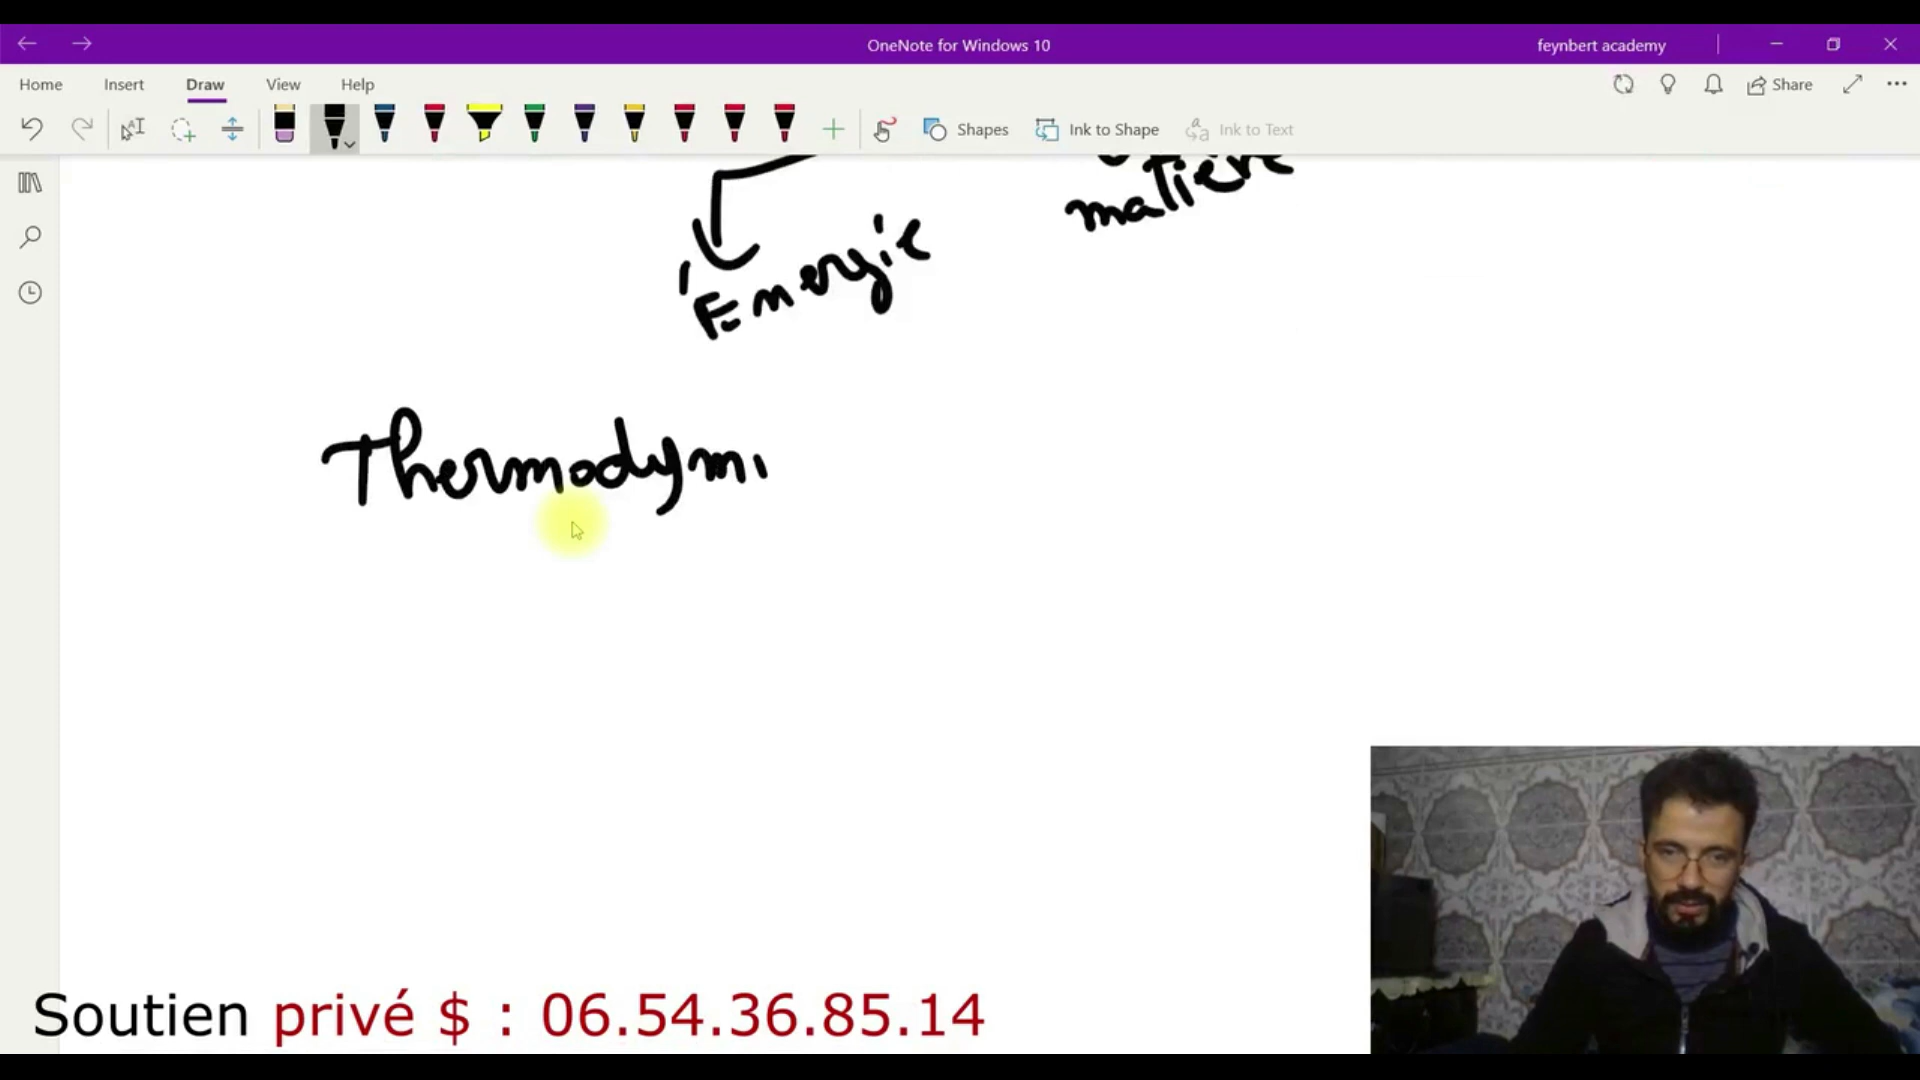 OneNote for Windows 10
feynbert academy
Home Insert Draw View Help
Share
Shapes Ink to Shape Ink to Text
matière
Énergie
Thermodyn
Soutien privé $ : 06.54.36.85.14